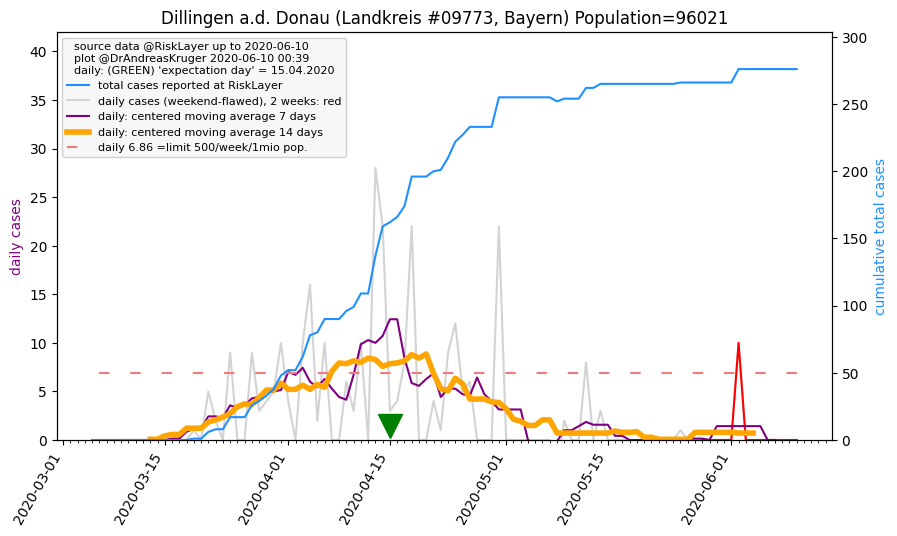 Dillingen a.d. Donau (Landkreis #09773, Bayern) Population=96021
source data @RiskLayer up to 2020-06-10
plot @DrAndreasKruger 2020-06-10 00:39
daily: (GREEN) 'expectation day' = 15.04.2020
total cases reported at RiskLayer
daily cases (weekend-flawed), 2 weeks: red
daily: centered moving average 7 days
daily: centered moving average 14 days
daily 6.86 =limit 500/week/1mio pop.
daily cases
40
35
30
25
20
15
10
5
0
cumulative total cases
300
250
200
150
100
50
0
2020-03-01
2020-03-15
2020-04-01
2020-04-15
2020-05-01
2020-05-15
2020-06-01